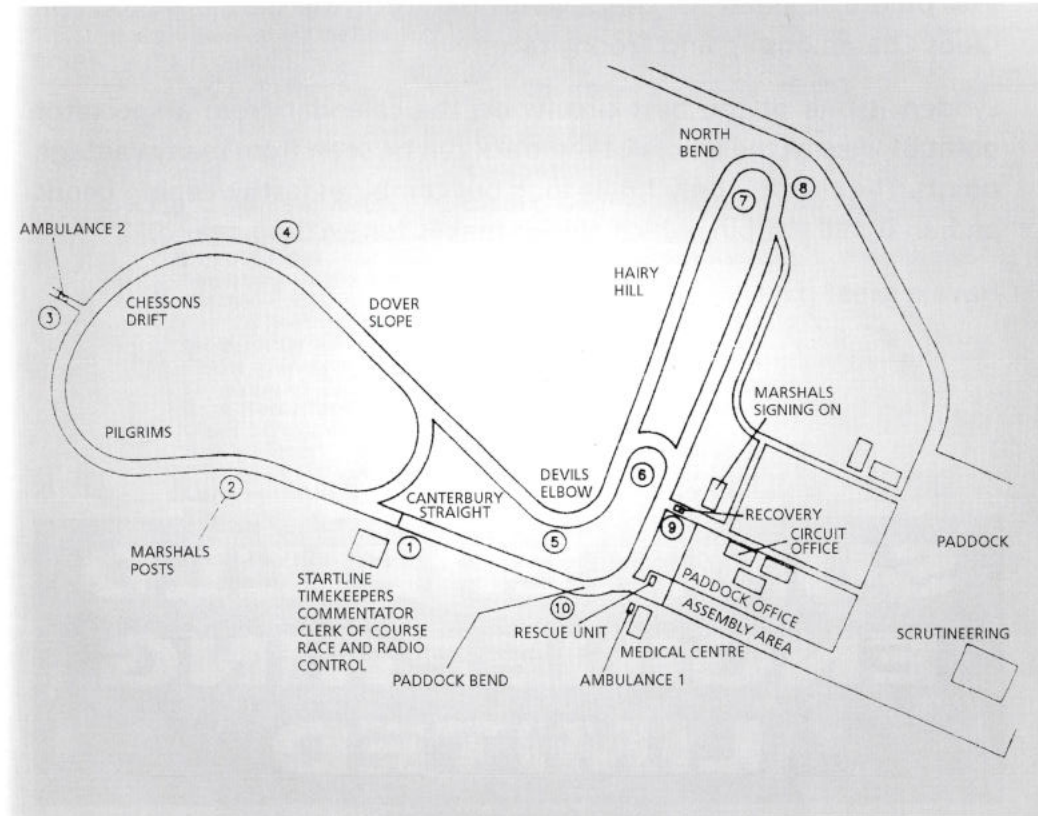 NORTH
BEND
8
7
4
AMBULANCE 2
3
CHESSONS
DRIFT
DOVER
SLOPE
HAIRY
HILL
MARSHALS
SIGNING ON
PILGRIMS
2
MARSHALS
POSTS
CANTERBURY
STRAIGHT
DEVILS
ELBOW
6
5
1
9
RECOVERY
CIRCUIT
OFFICE
PADDOCK
STARTLINE
TIMEKEEPERS
COMMENTATOR
CLERK OF COURSE
RACE AND RADIO
CONTROL
10
RESCUE UNIT
PADDOCK OFFICE
ASSEMBLY AREA
MEDICAL CENTRE
SCRUTINEERING
PADDOCK BEND
AMBULANCE 1